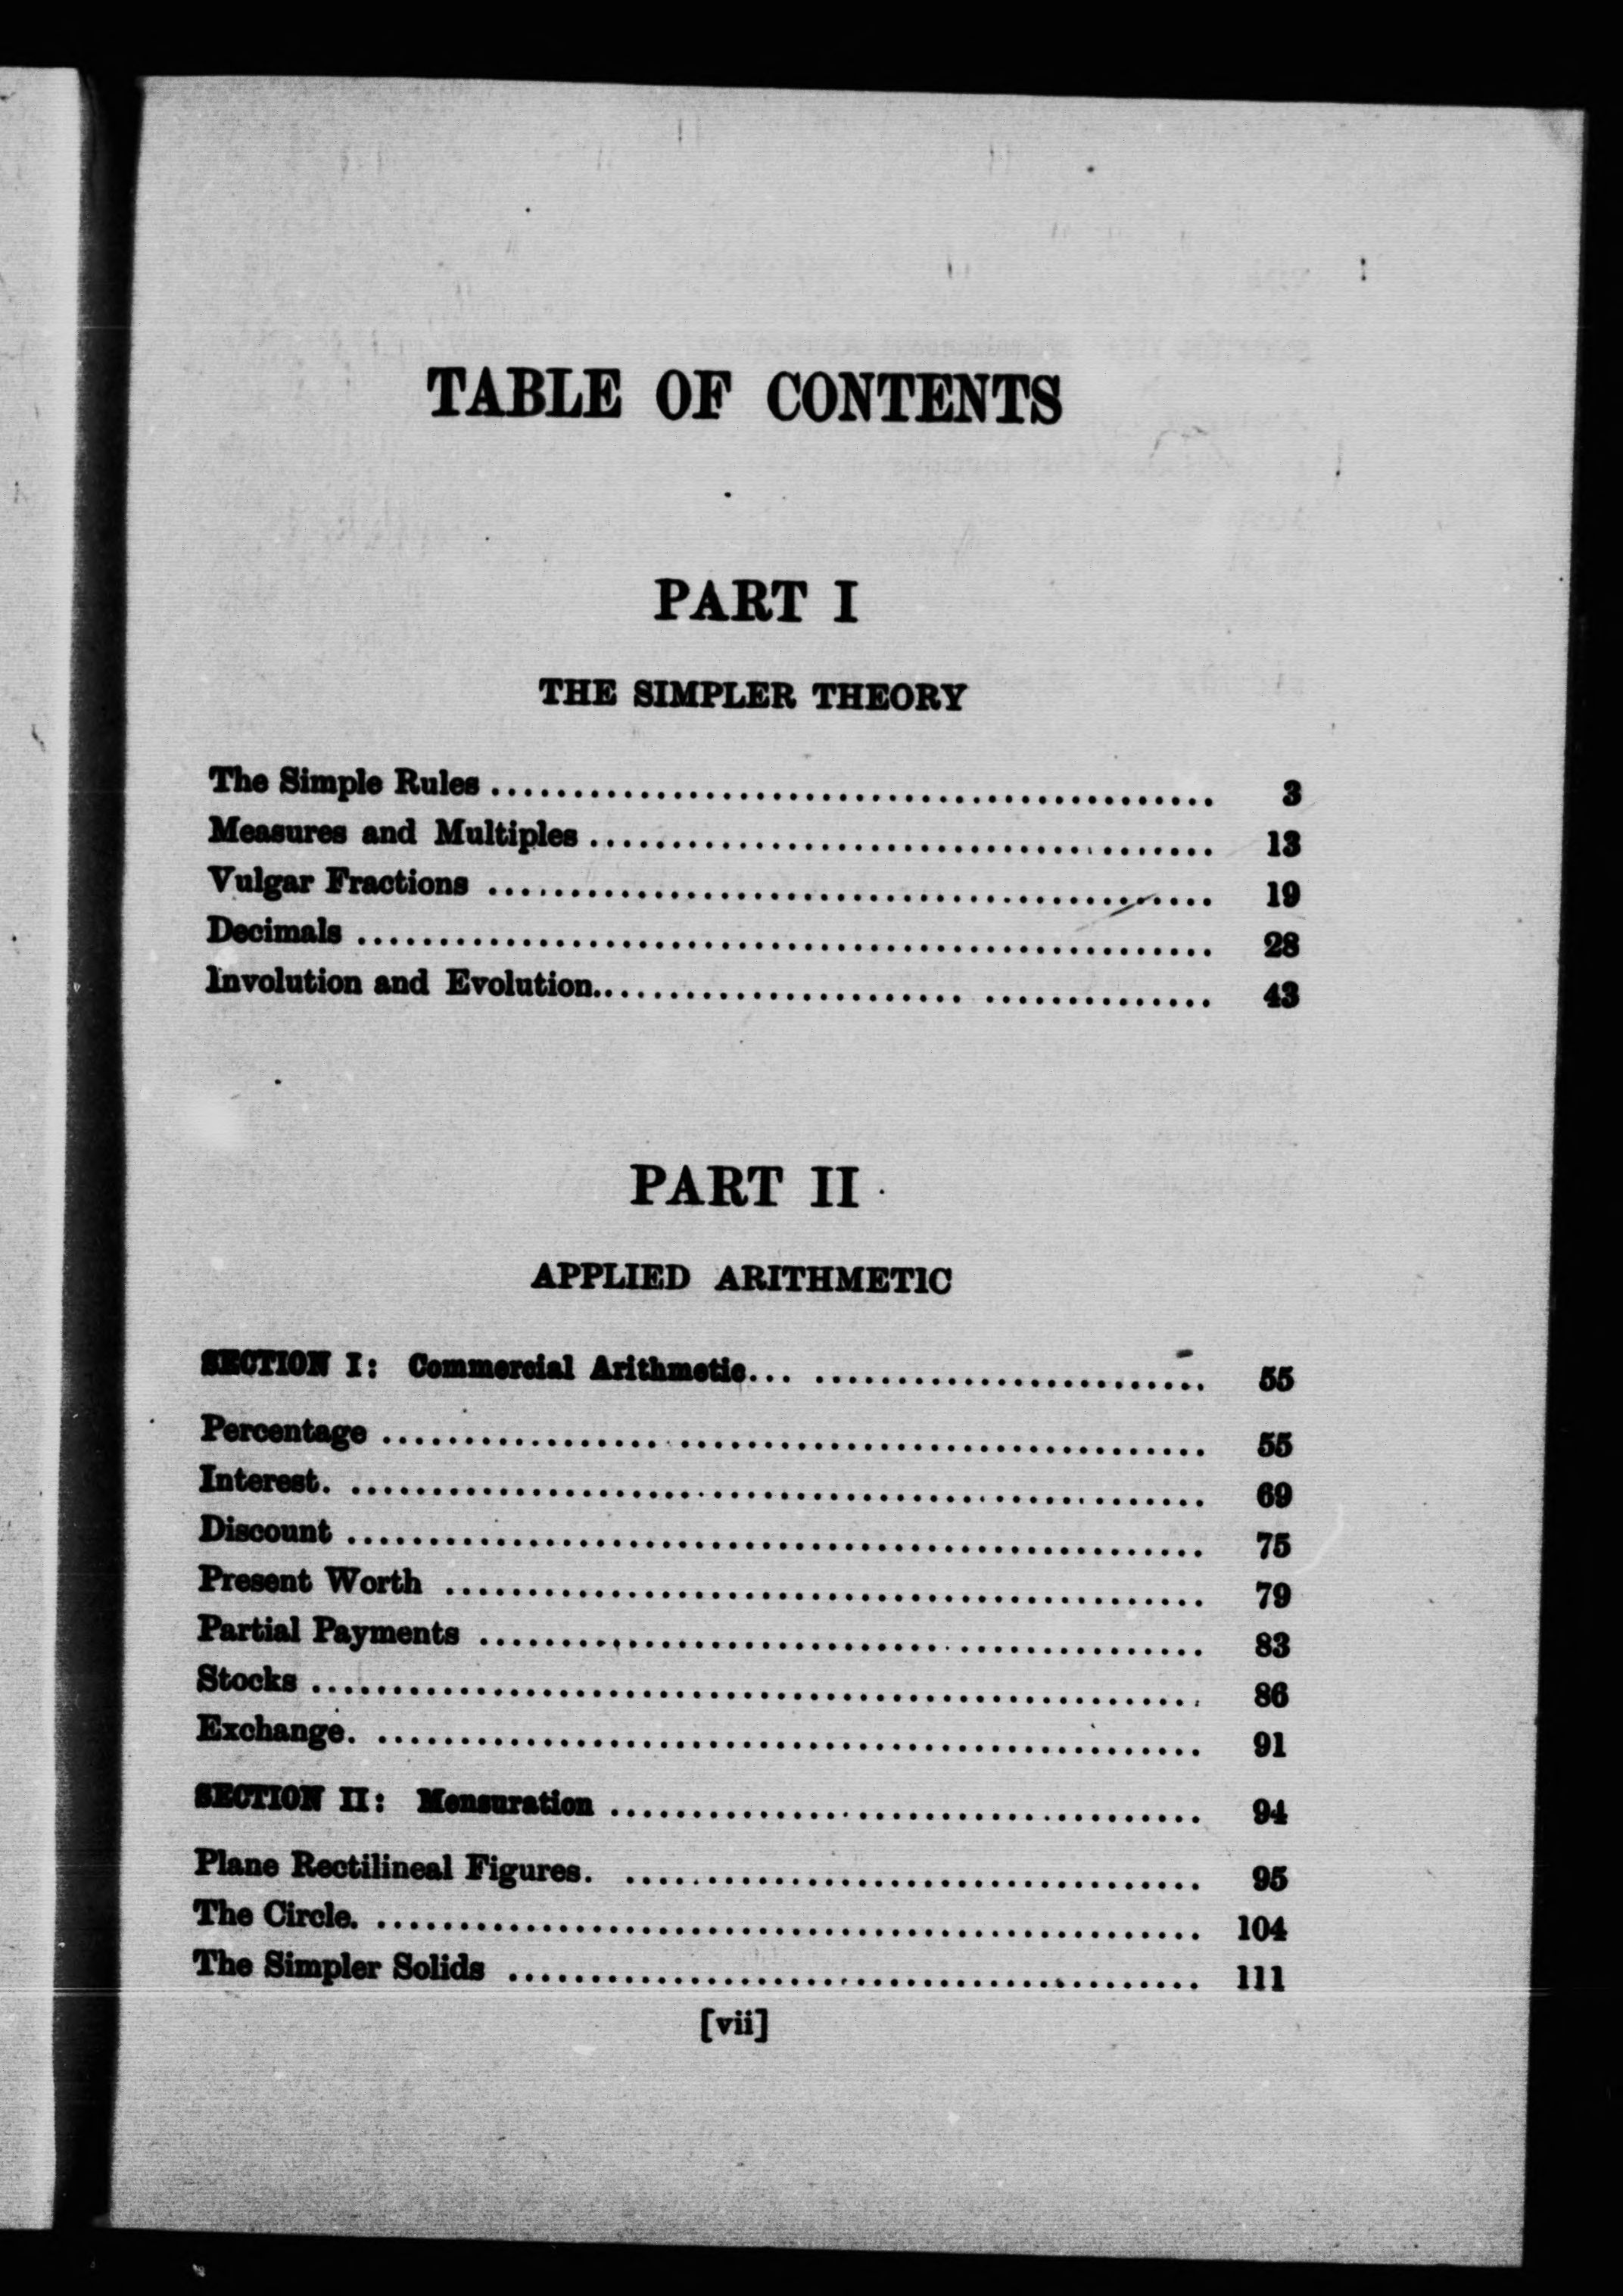 TABLE OF CONTENTS
PART I
THE SIMPLER THEORY
The Simple Rules ........................................ 3
Measures and Multiples ........................................ 13
Vulgar Fractions ........................................ 19
Decimals ........................................ 28
Involution and Evolution........................................ 43
PART II
APPLIED ARITHMETIC
SECTION I: Commercial Arithmetic... ........................ 55
Percentage ........................................ 55
Interest. ........................................ 69
Discount ........................................ 75
Present Worth ........................................ 79
Partial Payments ........................................ 83
Stocks ........................................ 86
Exchange. ........................................ 91
SECTION II: Mensuration ........................................ 94
Plane Rectilineal Figures. ........................................ 95
The Circle. ........................................ 104
The Simpler Solids ........................................ 111
[vii]